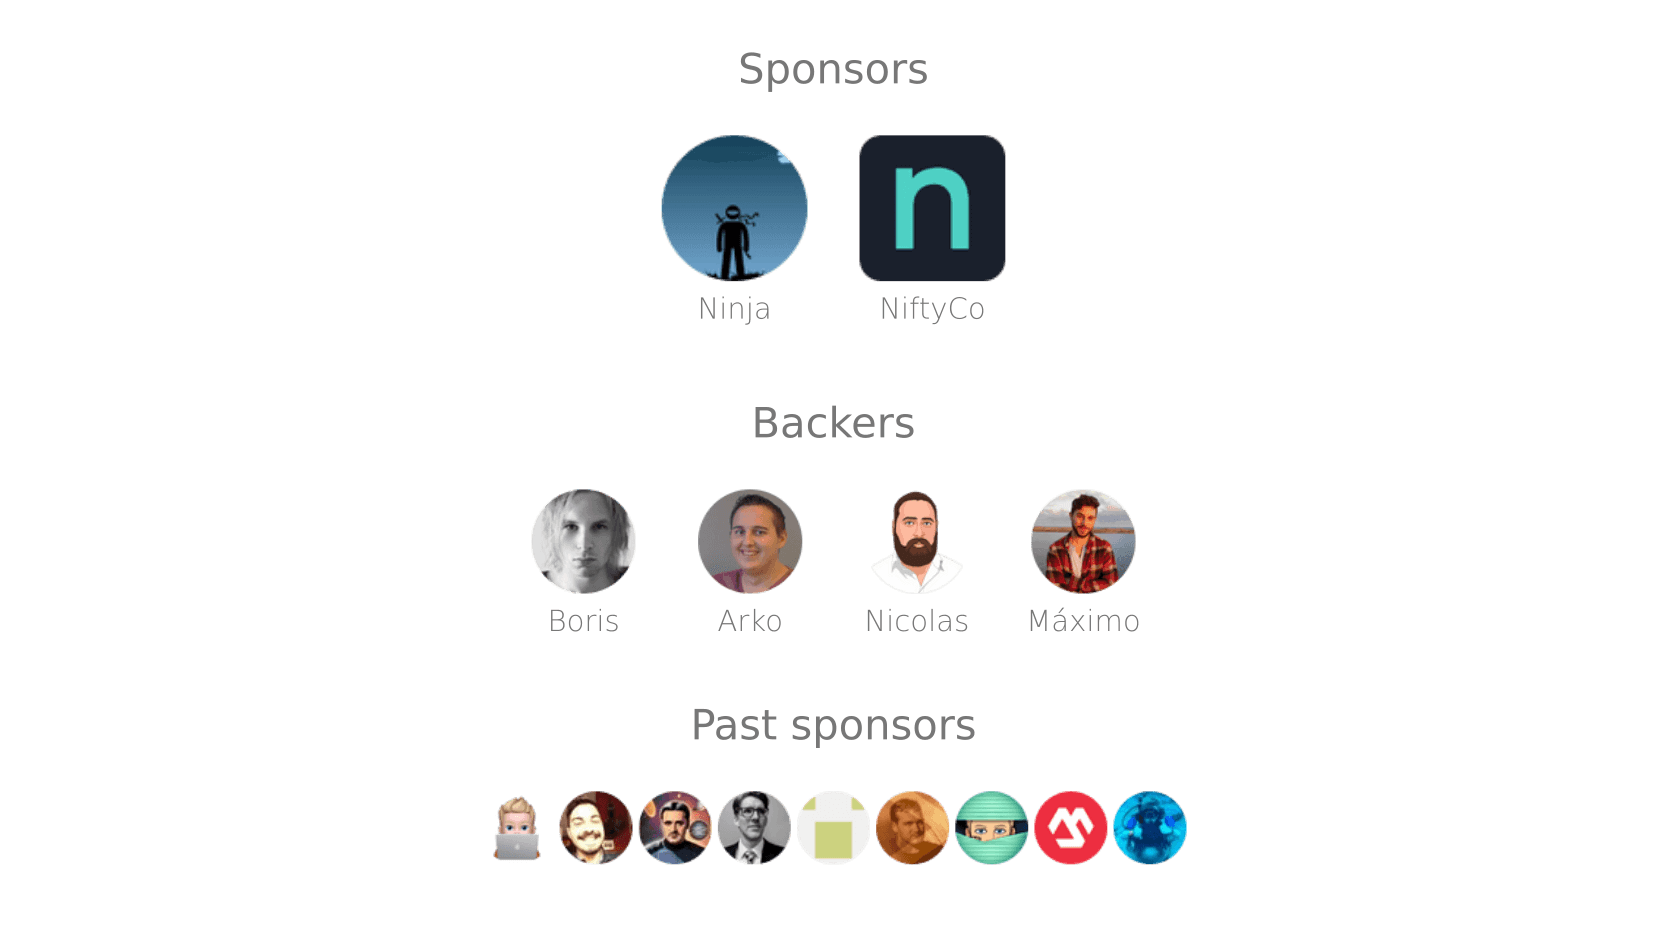 Sponsors
n
Ninja
NiftyCo
Backers
Boris
Arko
Nicolas
Máximo
Past sponsors